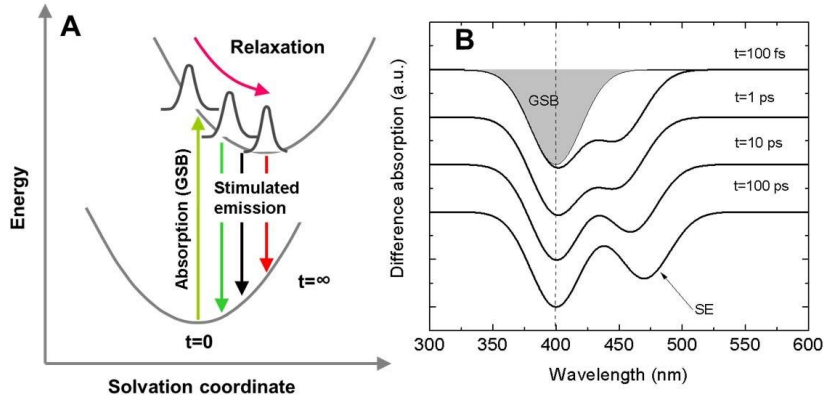 A
Relaxation
Energy
Absorption (GSB)
Stimulated
emission
t=∞
t=0
Solvation coordinate
B
Difference absorption (a.u.)
GSB
t=100 fs
t=1 ps
t=10 ps
t=100 ps
SE
300 350 400 450 500 550 600
Wavelength (nm)